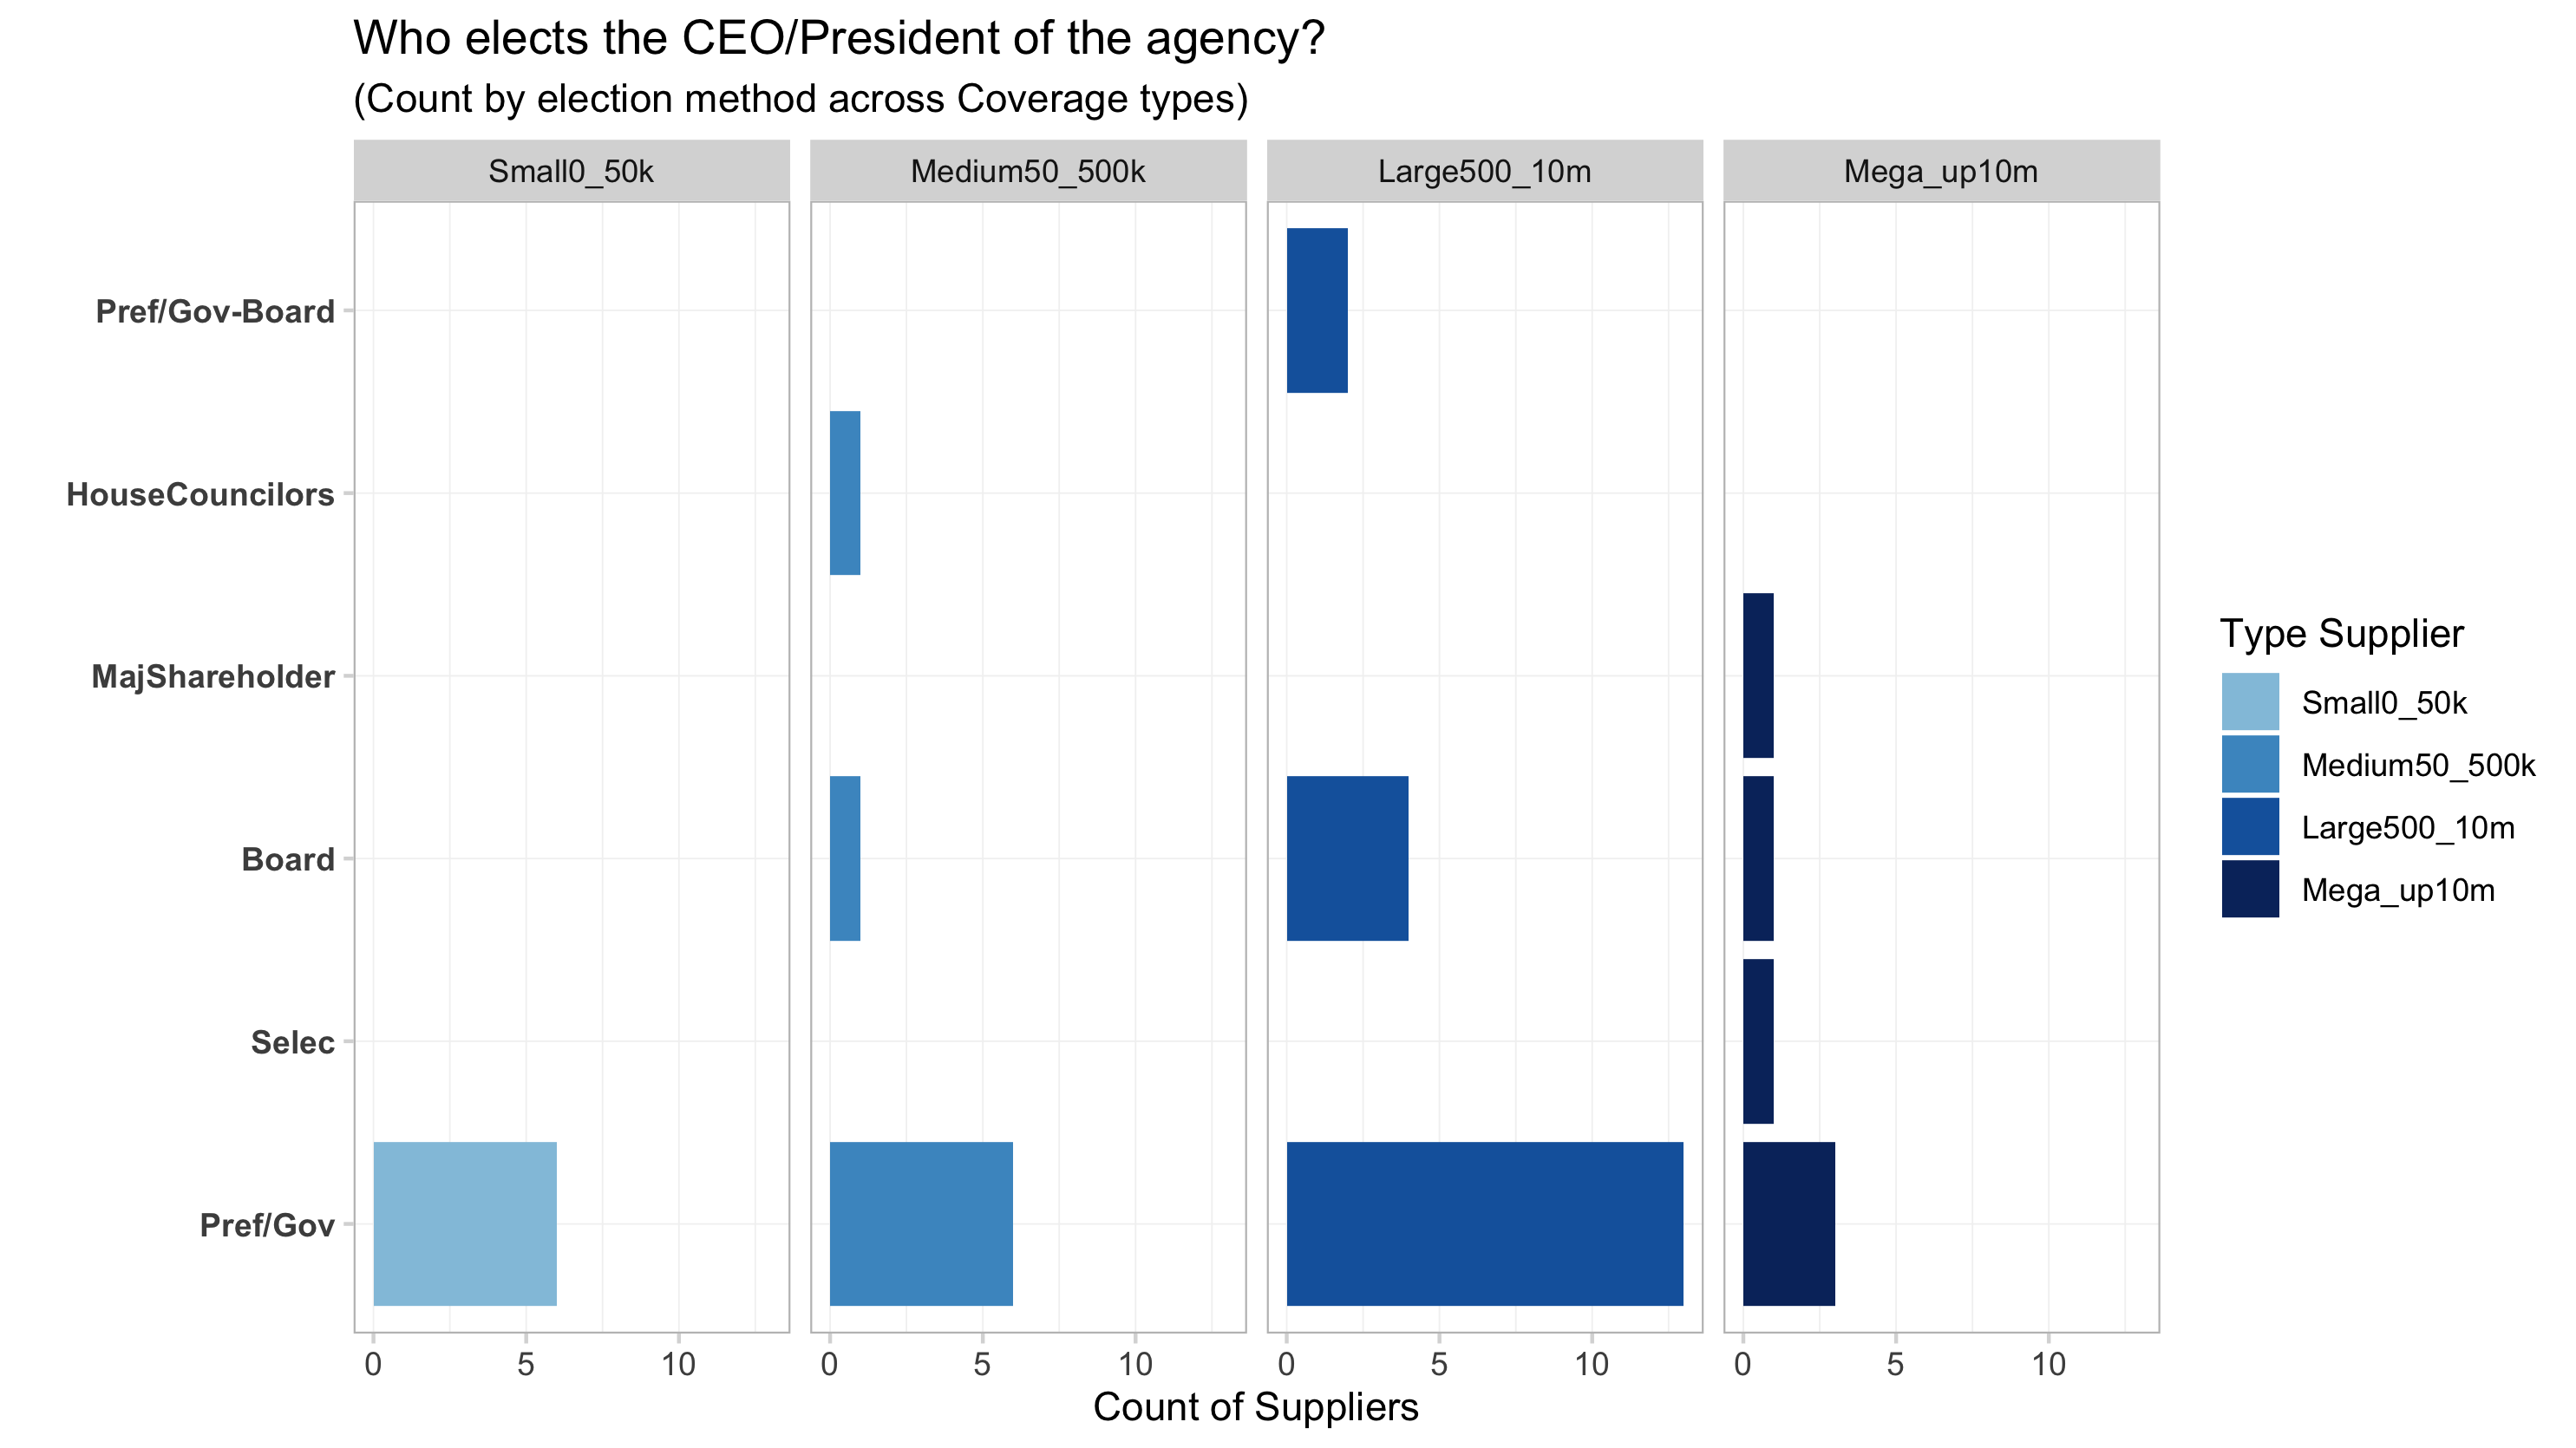 Who elects the CEO/President of the agency?
(Count by election method across Coverage types)
Small0_50k
Medium50_500k
Large500_10m
Mega_up10m
Pref/Gov-Board
HouseCouncilors
MajShareholder
Board
Selec
Pref/Gov
0 5 10
0 5 10
0 5 10
0 5 10
Count of Suppliers
Type Supplier
Small0_50k
Medium50_500k
Large500_10m
Mega_up10m